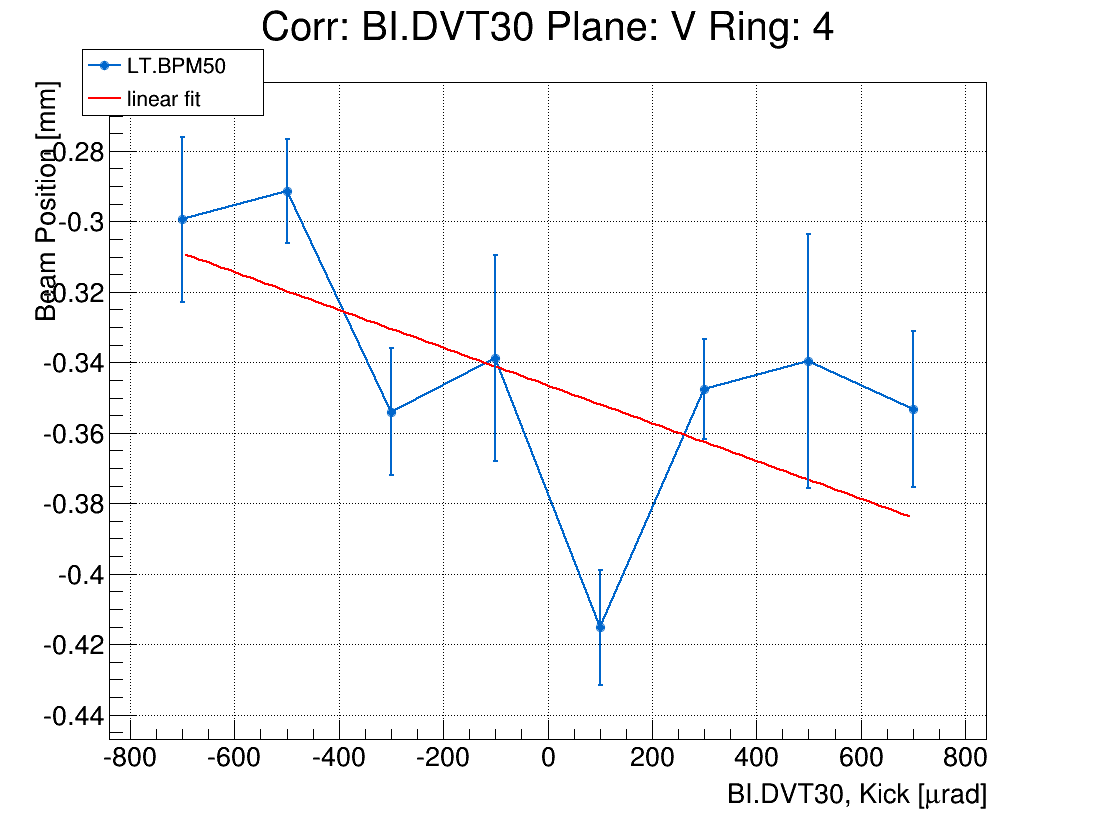 Corr: BI.DVT30 Plane: V Ring: 4
LT.BPM50
linear fit
Beam Position [mm]
-0.28
-0.3
-0.32
-0.34
-0.36
-0.38
-0.4
-0.42
-0.44
-800 -600 -400 -200 0 200 400 600 800
BI.DVT30, Kick [μrad]